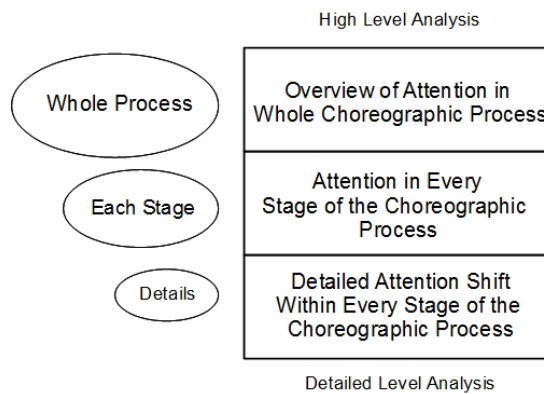 High Level Analysis
Whole Process
Overview of Attention in
Whole Choreographic Process
Each Stage
Attention in Every
Stage of the Choreographic
Process
Details
Detailed Attention Shift
Within Every Stage of the
Choreographic Process
Detailed Level Analysis